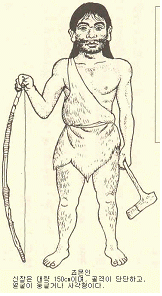 조몬인
신장은 대략 150cm이며, 골격이 단단하고,
얼굴이 둥글거나 사각형이다.